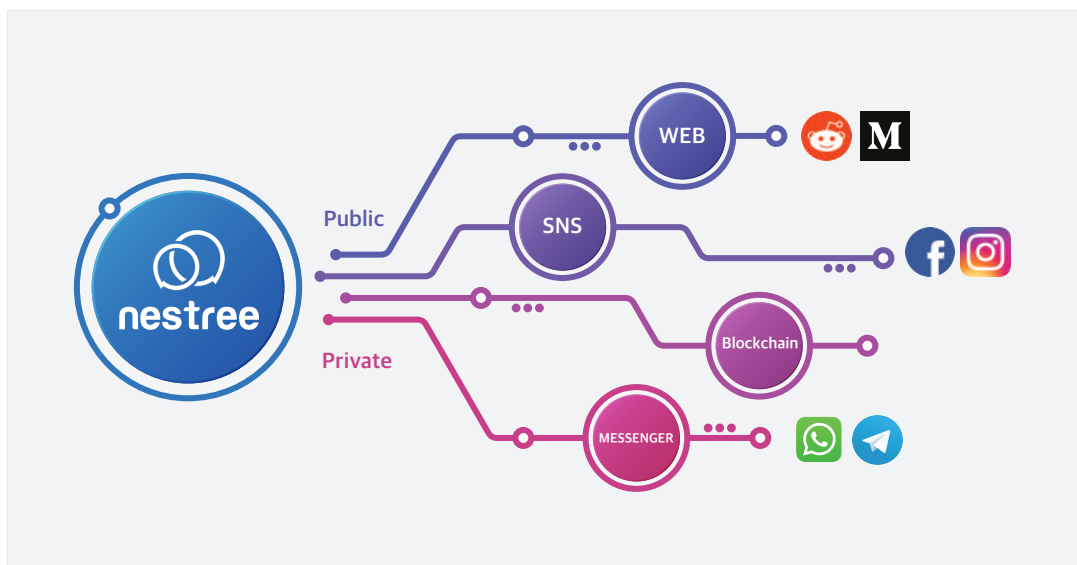 WEB
M
Public
SNS
nestree
Blockchain
Private
MESSENGER